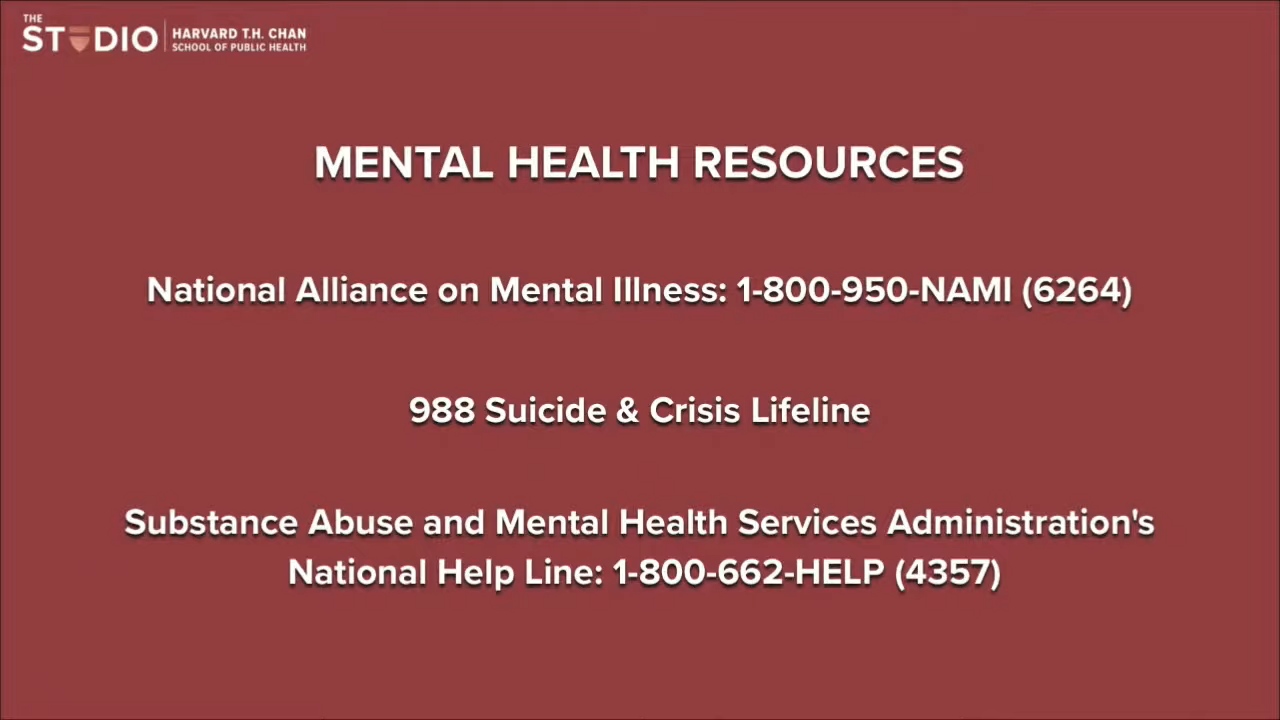 THE
STUDIO
HARVARD T.H. CHAN
SCHOOL OF PUBLIC HEALTH
MENTAL HEALTH RESOURCES
National Alliance on Mental Illness: 1-800-950-NAMI (6264)
988 Suicide & Crisis Lifeline
Substance Abuse and Mental Health Services Administration's
National Help Line: 1-800-662-HELP (4357)